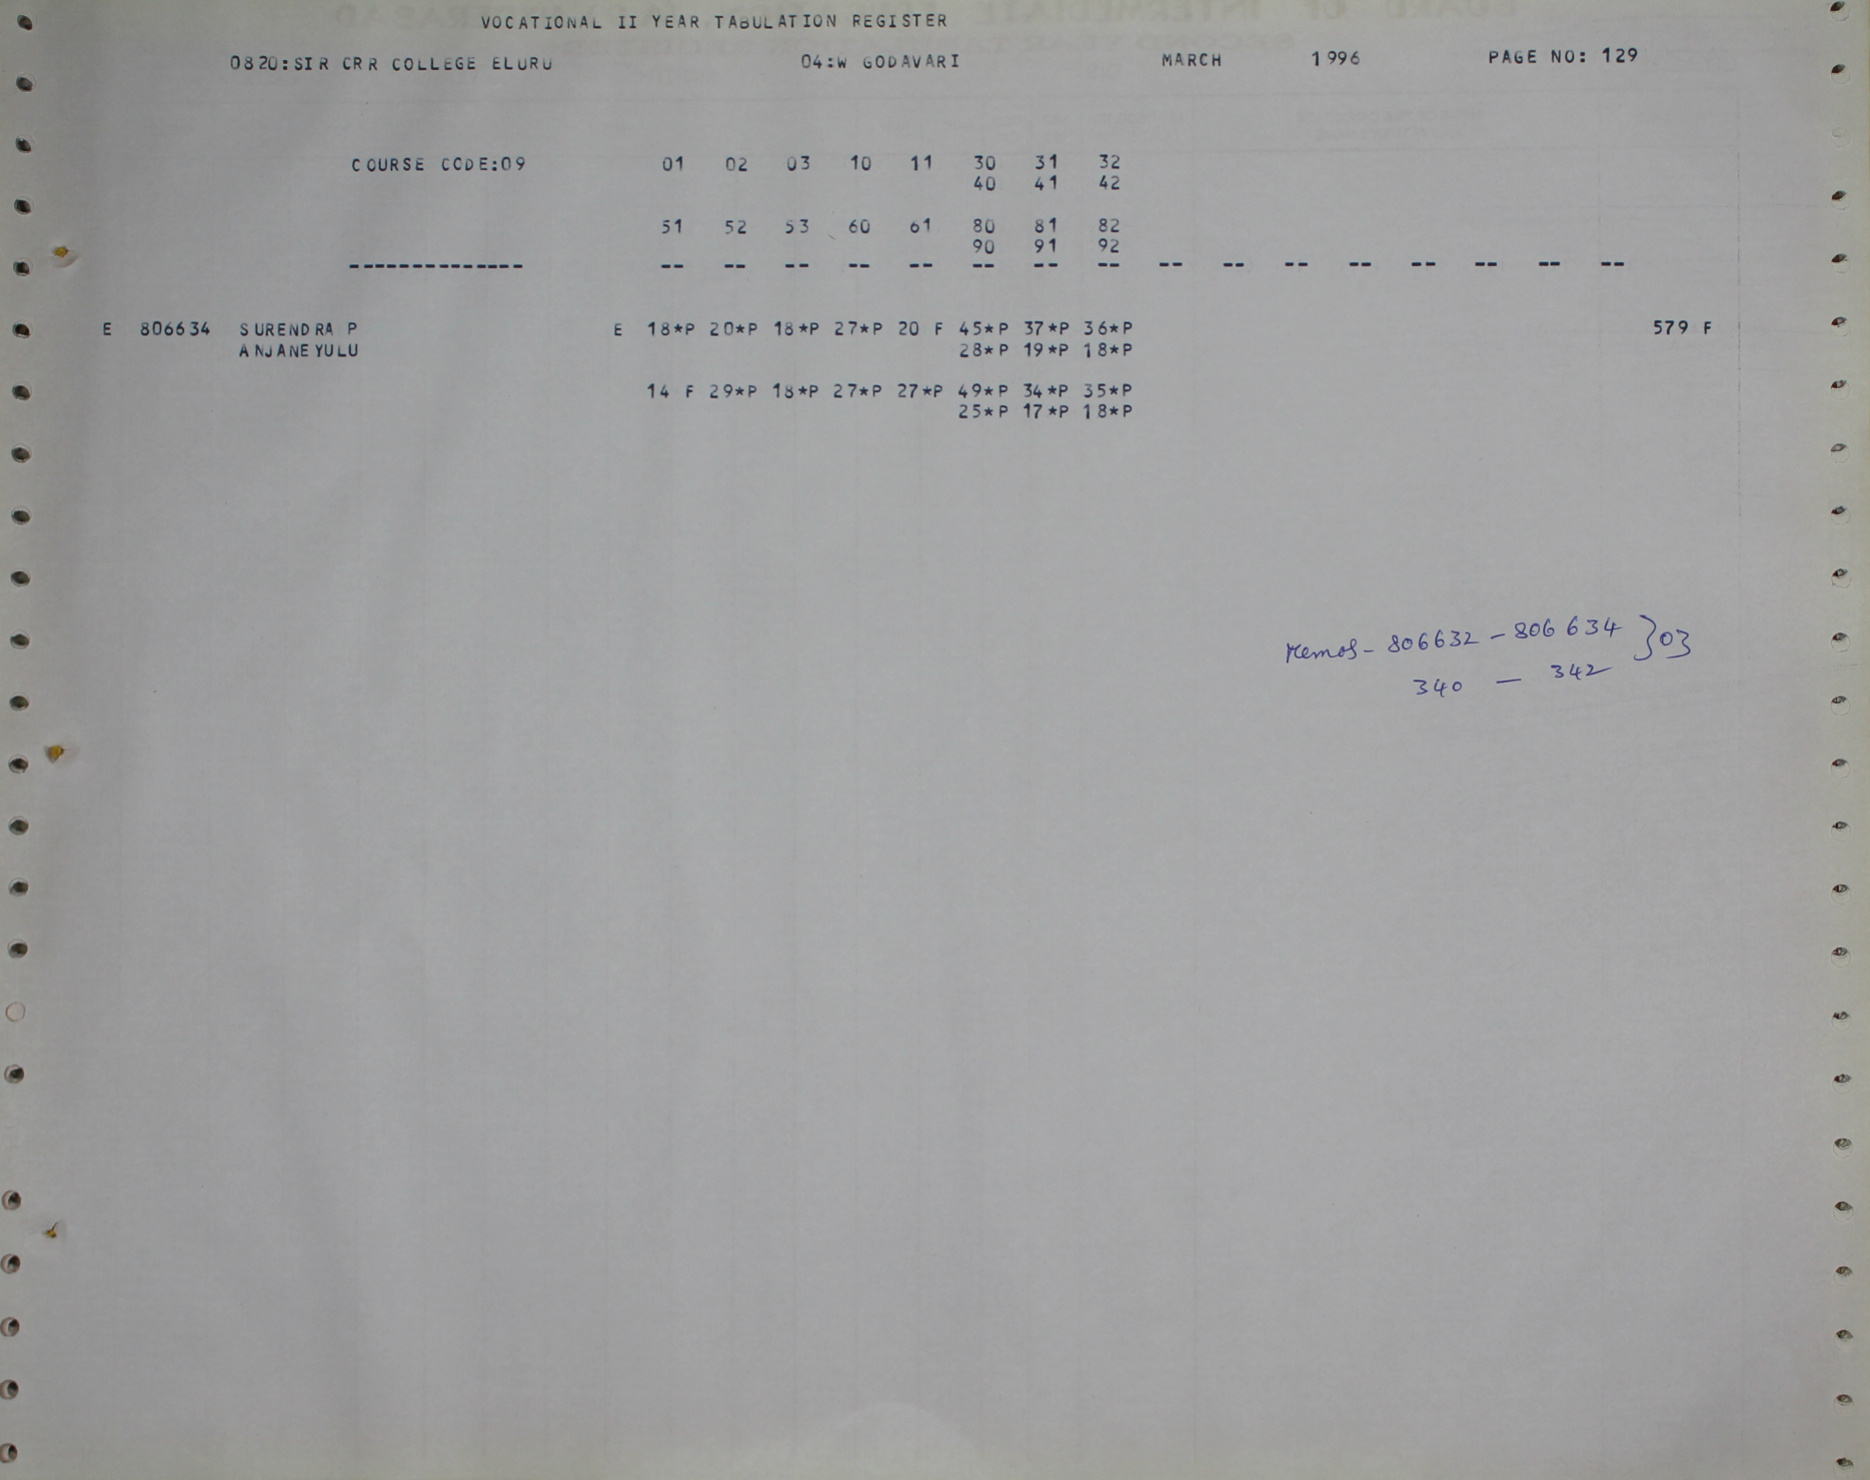 VOCATIONAL II YEAR TABULATION REGISTER
0820:SIR CRR COLLEGE ELURU 04:W GODAVARI MARCH 1996 PAGE NO: 129
COURSE CODE:09 01 02 03 10 11 30 31 32
40 41 42
51 52 53 60 61 80 81 82
90 91 92
-------------- -- -- -- -- -- -- -- -- -- -- -- -- -- -- -- --
E 806634 SURENDRA P E 18*P 20*P 18*P 27*P 20 F 45*P 37*P 36*P 579 F
ANJANEYULU 28*P 19*P 18*P
14 F 29*P 18*P 27*P 27*P 49*P 34*P 35*P
25*P 17*P 18*P
Memos - 806632 - 806634 } 03
340 - 342